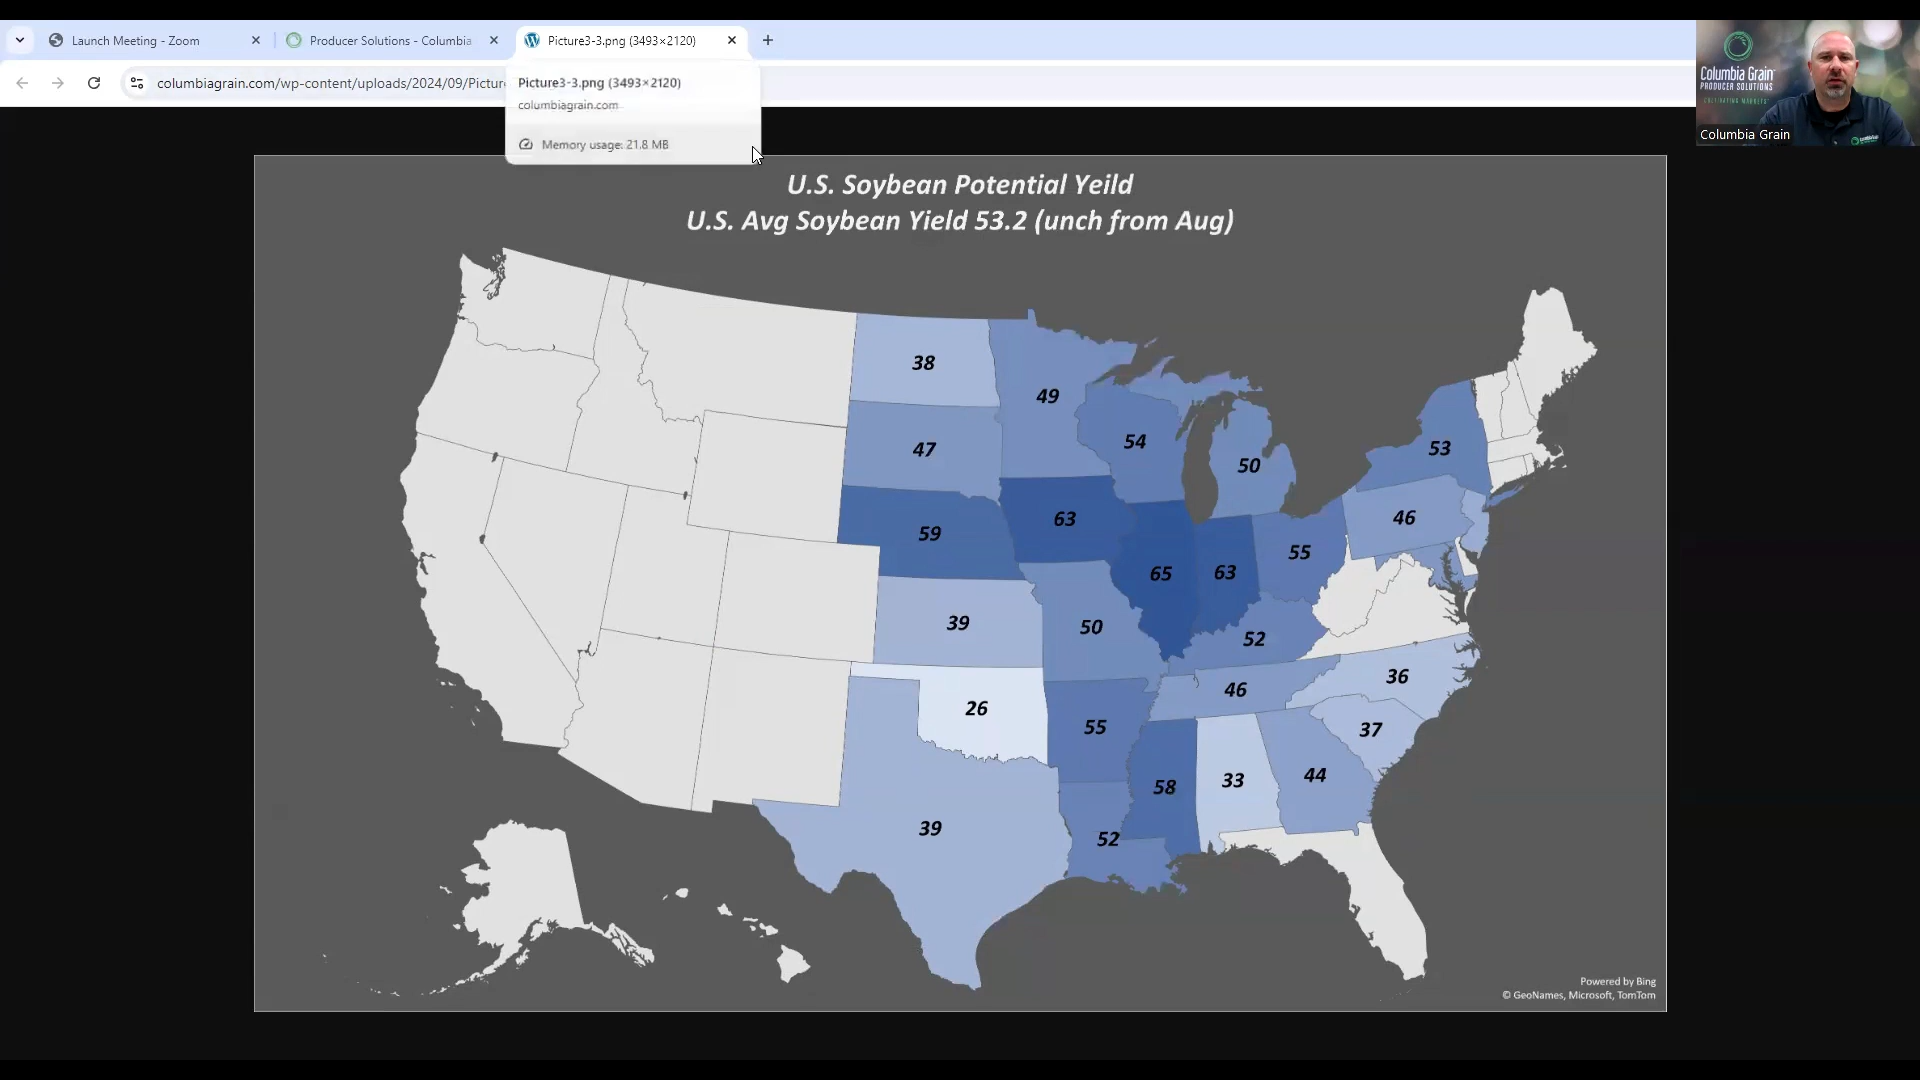 Launch Meeting - Zoom
Producer Solutions - Columbia
Picture3-3.png (3493×2120)
columbiagrain.com/wp-content/uploads/2024/09/Pictur
Picture3-3.png (3493×2120)
columbiagrain.com
Memory usage: 21.8 MB
Columbia Grain
PRODUCER SOLUTIONS
CULTIVATING MARKETS
Columbia Grain
U.S. Soybean Potential Yeild
U.S. Avg Soybean Yield 53.2 (unch from Aug)
38
49
47
54
50
53
59
63
65
63
55
46
39
50
52
26
55
46
36
37
39
52
58
33
44
Powered by Bing
© GeoNames, Microsoft, TomTom